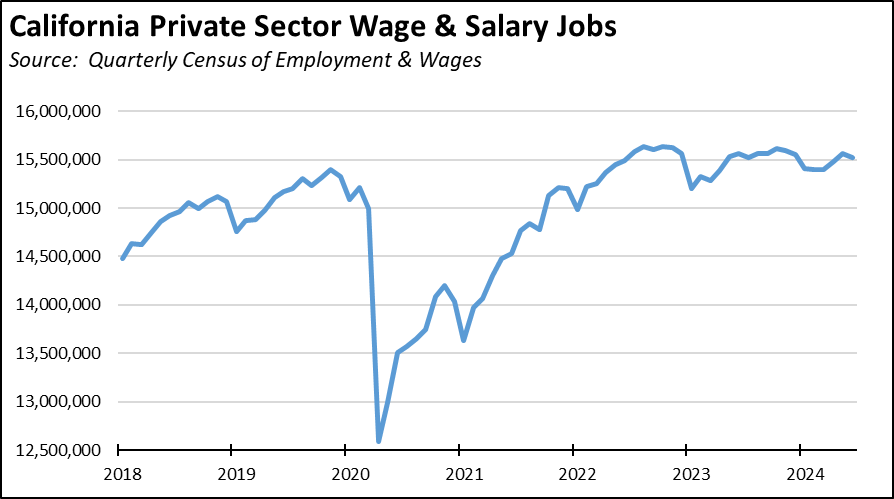 California Private Sector Wage & Salary Jobs
Source:  Quarterly Census of Employment & Wages
16,000,000
15,500,000
15,000,000
14,500,000
14,000,000
13,500,000
13,000,000
12,500,000
2018 2019 2020 2021 2022 2023 2024